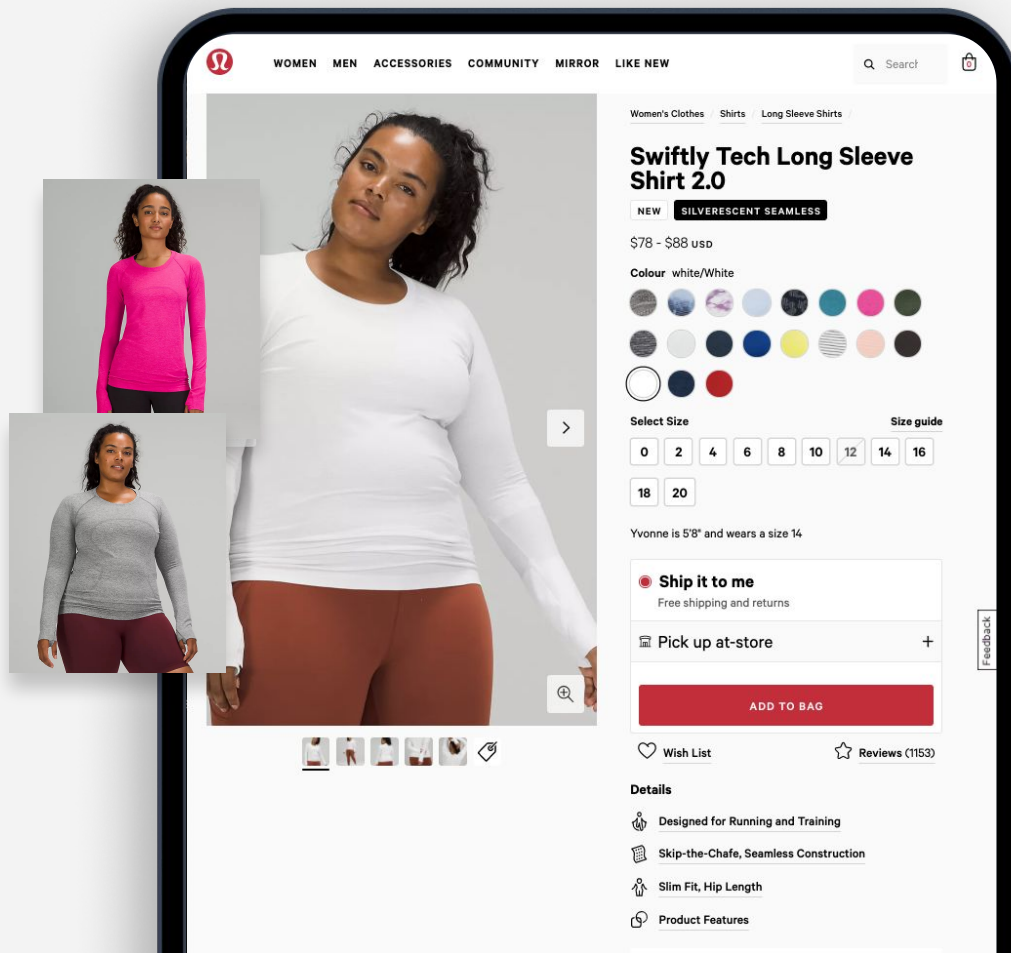 WOMEN MEN ACCESSORIES COMMUNITY MIRROR LIKE NEW
Search
0
Women's Clothes / Shirts / Long Sleeve Shirts /
Swiftly Tech Long Sleeve
Shirt 2.0
NEW SILVERESCENT SEAMLESS
$78 - $88 USD
Colour white/White
Select Size Size guide
0 2 4 6 8 10 12 14 16
18 20
Yvonne is 5'8" and wears a size 14
Ship it to me
Free shipping and returns
Pick up at-store +
ADD TO BAG
Wish List Reviews (1153)
Details
Designed for Running and Training
Skip-the-Chafe, Seamless Construction
Slim Fit, Hip Length
Product Features
Feedback